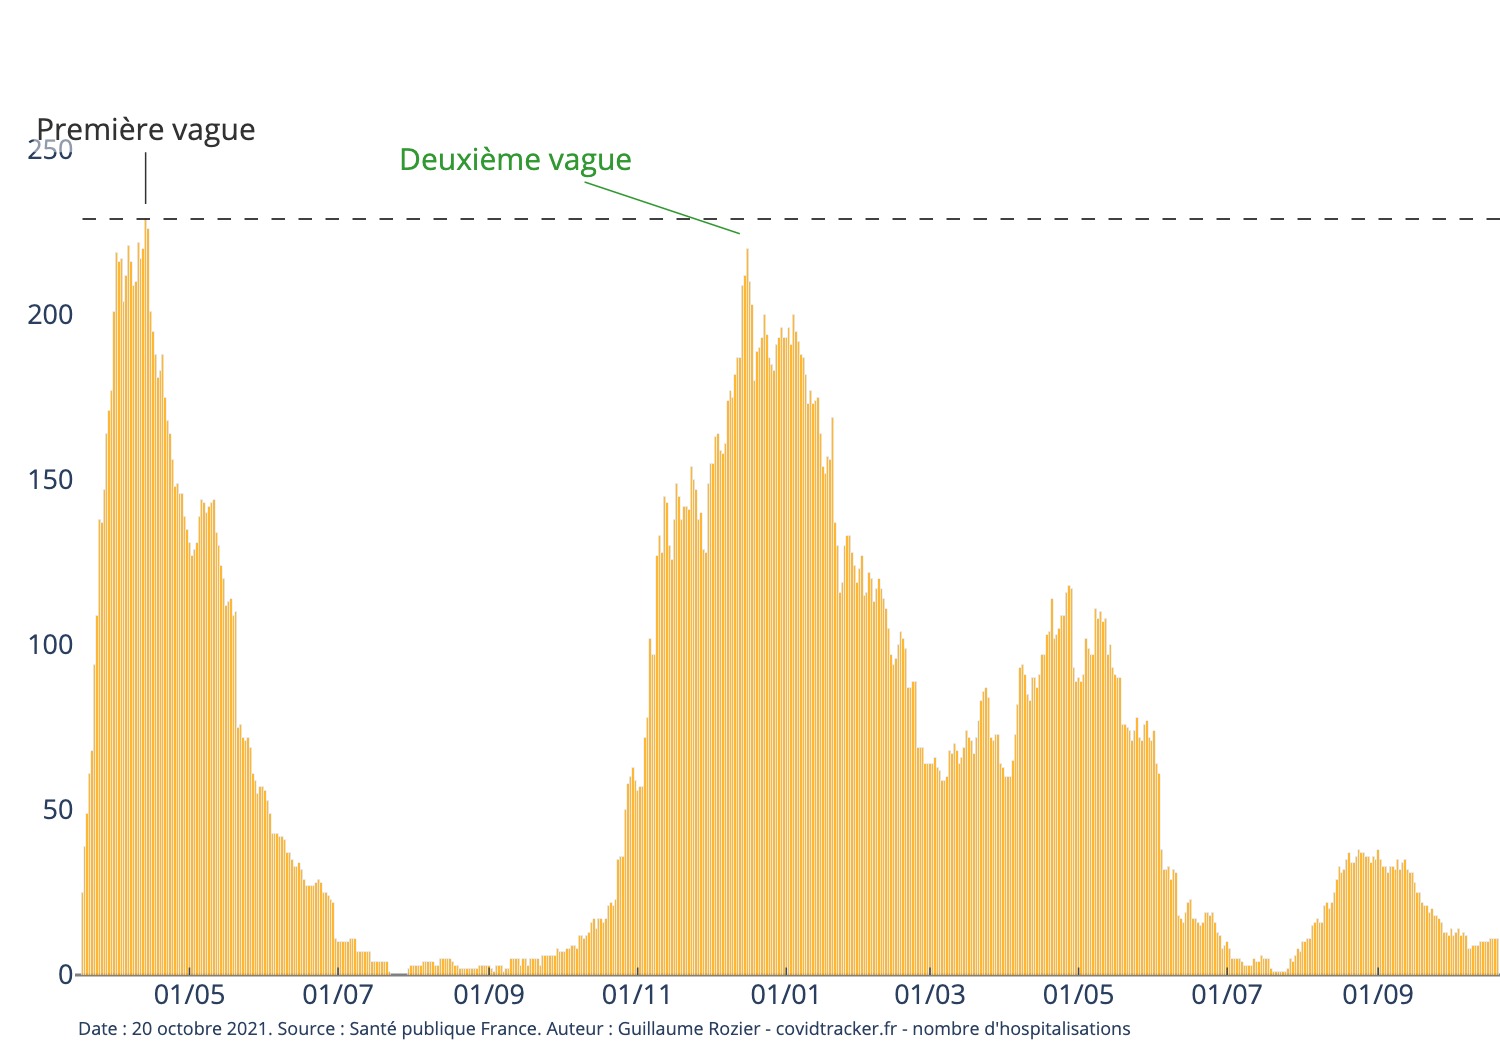 Première vague
250
Deuxième vague
200
150
100
50
0
01/05 01/07 01/09 01/11 01/01 01/03 01/05 01/07 01/09
Date : 20 octobre 2021. Source : Santé publique France. Auteur : Guillaume Rozier - covidtracker.fr - nombre d'hospitalisations